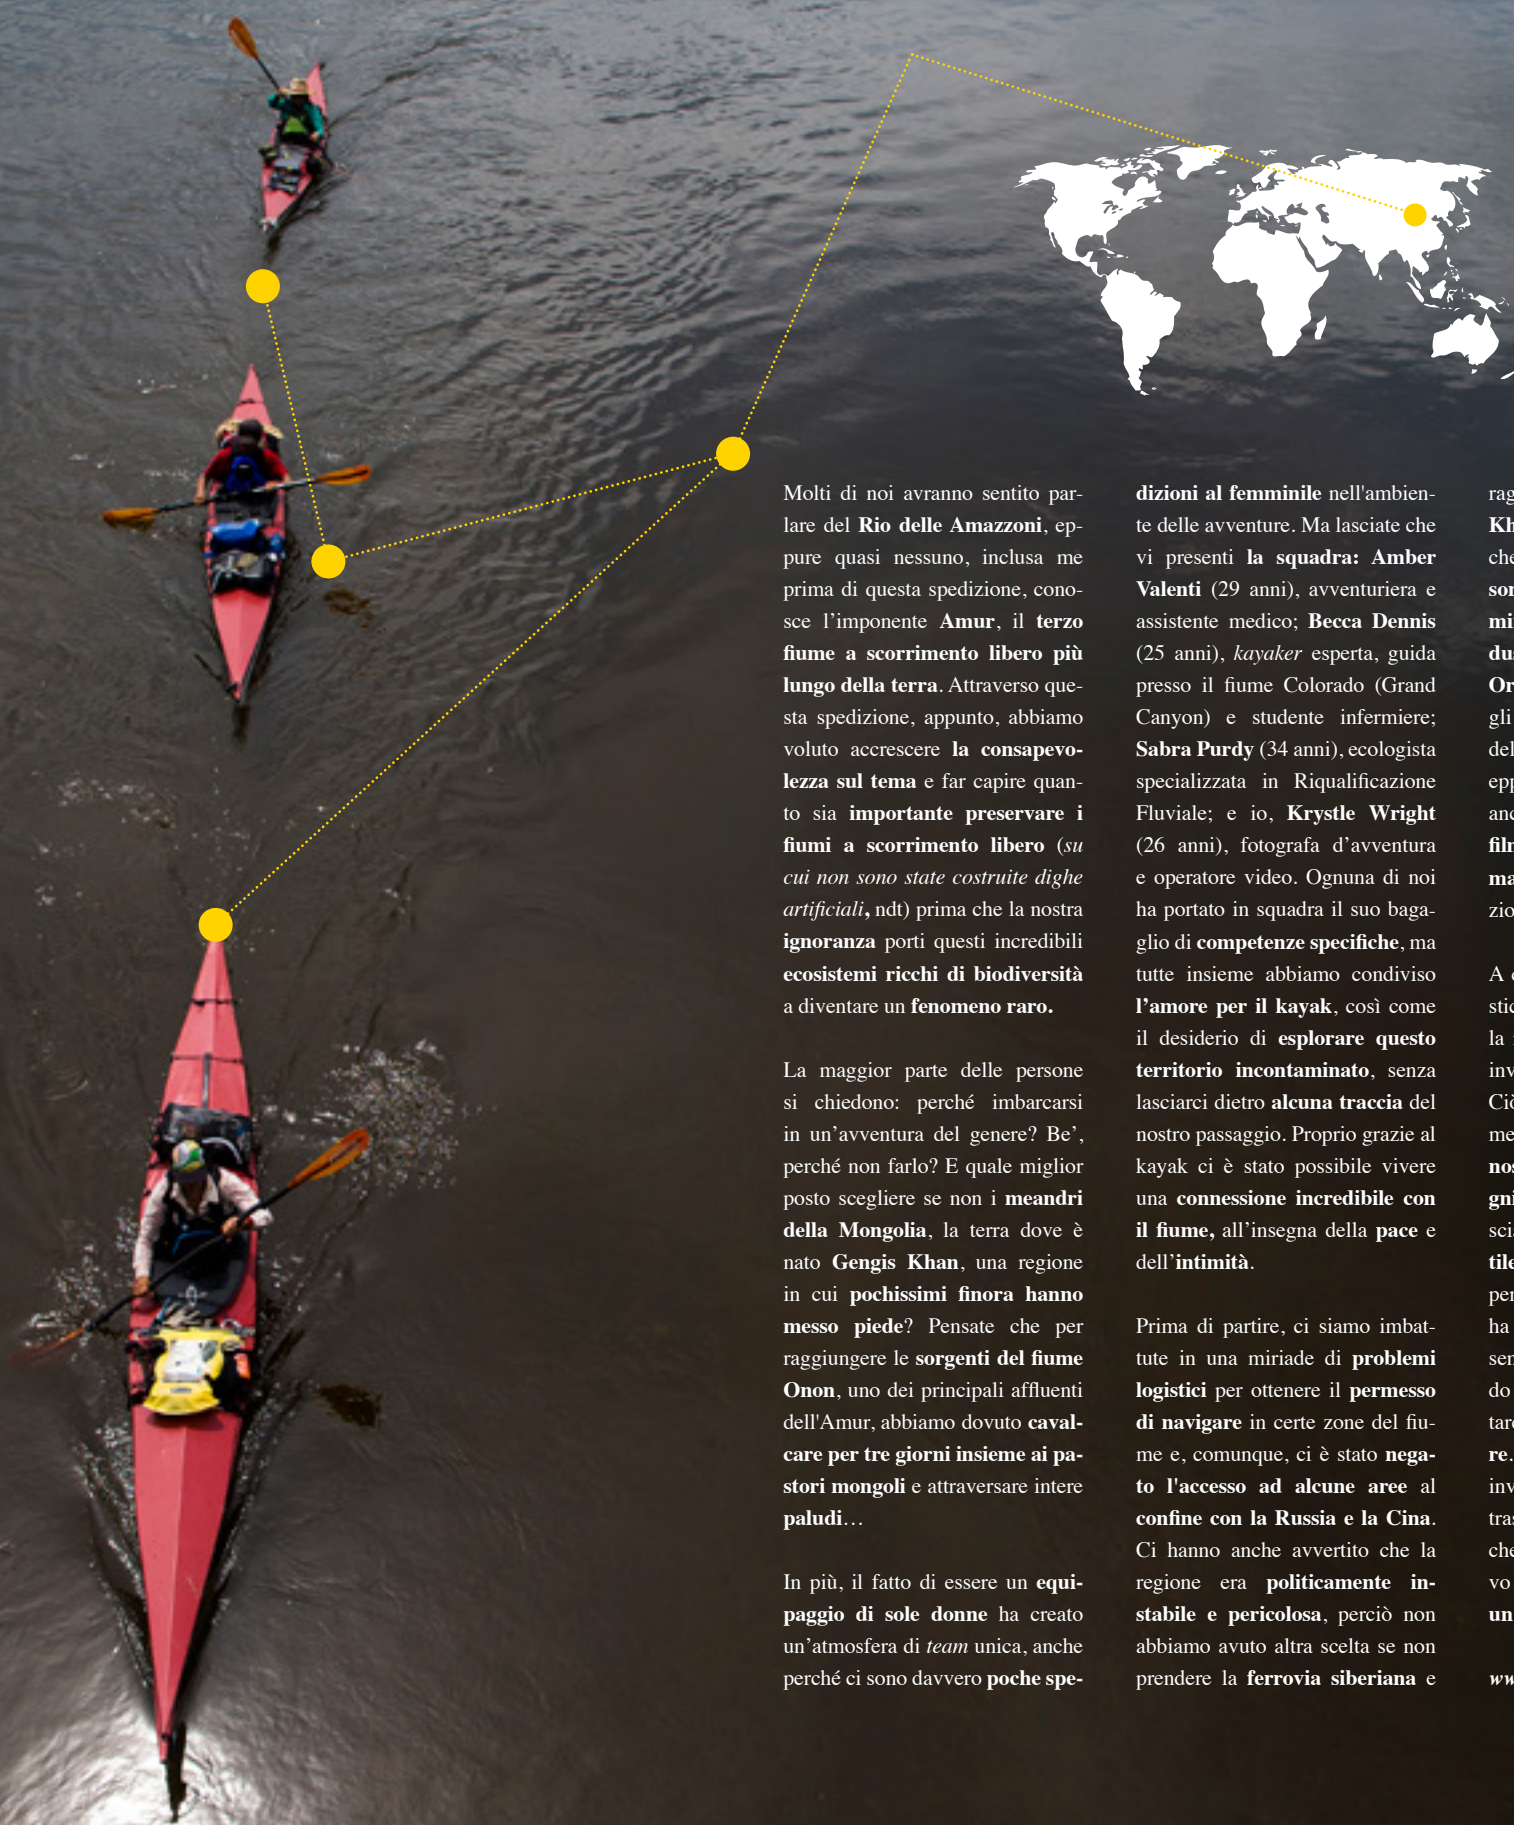 Molti di noi avranno sentito par-
lare del Rio delle Amazzoni, ep-
pure quasi nessuno, inclusa me
prima di questa spedizione, cono-
sce l'imponente Amur, il terzo
fiume a scorrimento libero più
lungo della terra. Attraverso que-
sta spedizione, appunto, abbiamo
voluto accrescere la consapevo-
lezza sul tema e far capire quan-
to sia importante preservare i
fiumi a scorrimento libero (su
cui non sono state costruite dighe
artificiali, ndt) prima che la nostra
ignoranza porti questi incredibili
ecosistemi ricchi di biodiversità
a diventare un fenomeno raro.
La maggior parte delle persone
si chiedono: perché imbarcarsi
in un’avventura del genere? Be’,
perché non farlo? E quale miglior
posto scegliere se non i meandri
della Mongolia, la terra dove è
nato Gengis Khan, una regione
in cui pochissimi finora hanno
messo piede? Pensate che per
raggiungere le sorgenti del fiume
Onon, uno dei principali affluenti
dell'Amur, abbiamo dovuto caval-
care per tre giorni insieme ai pa-
stori mongoli e attraversare intere
paludi…
In più, il fatto di essere un equi-
paggio di sole donne ha creato
un’atmosfera di team unica, anche
perché ci sono davvero poche spe-
dizioni al femminile nell'ambien-
te delle avventure. Ma lasciate che
vi presenti la squadra: Amber
Valenti (29 anni), avventuriera e
assistente medico; Becca Dennis
(25 anni), kayaker esperta, guida
presso il fiume Colorado (Grand
Canyon) e studente infermiere;
Sabra Purdy (34 anni), ecologista
specializzata in Riqualificazione
Fluviale; e io, Krystle Wright
(26 anni), fotografa d’avventura
e operatore video. Ognuna di noi
ha portato in squadra il suo baga-
glio di competenze specifiche, ma
tutte insieme abbiamo condiviso
l’amore per il kayak, così come
il desiderio di esplorare questo
territorio incontaminato, senza
lasciarci dietro alcuna traccia del
nostro passaggio. Proprio grazie al
kayak ci è stato possibile vivere
una connessione incredibile con
il fiume, all’insegna della pace e
dell’intimità.
Prima di partire, ci siamo imbat-
tute in una miriade di problemi
logistici per ottenere il permesso
di navigare in certe zone del fiu-
me e, comunque, ci è stato nega-
to l'accesso ad alcune aree al
confine con la Russia e la Cina.
Ci hanno anche avvertito che la
regione era politicamente in-
stabile e pericolosa, perciò non
abbiamo avuto altra scelta se non
prendere la ferrovia siberiana e